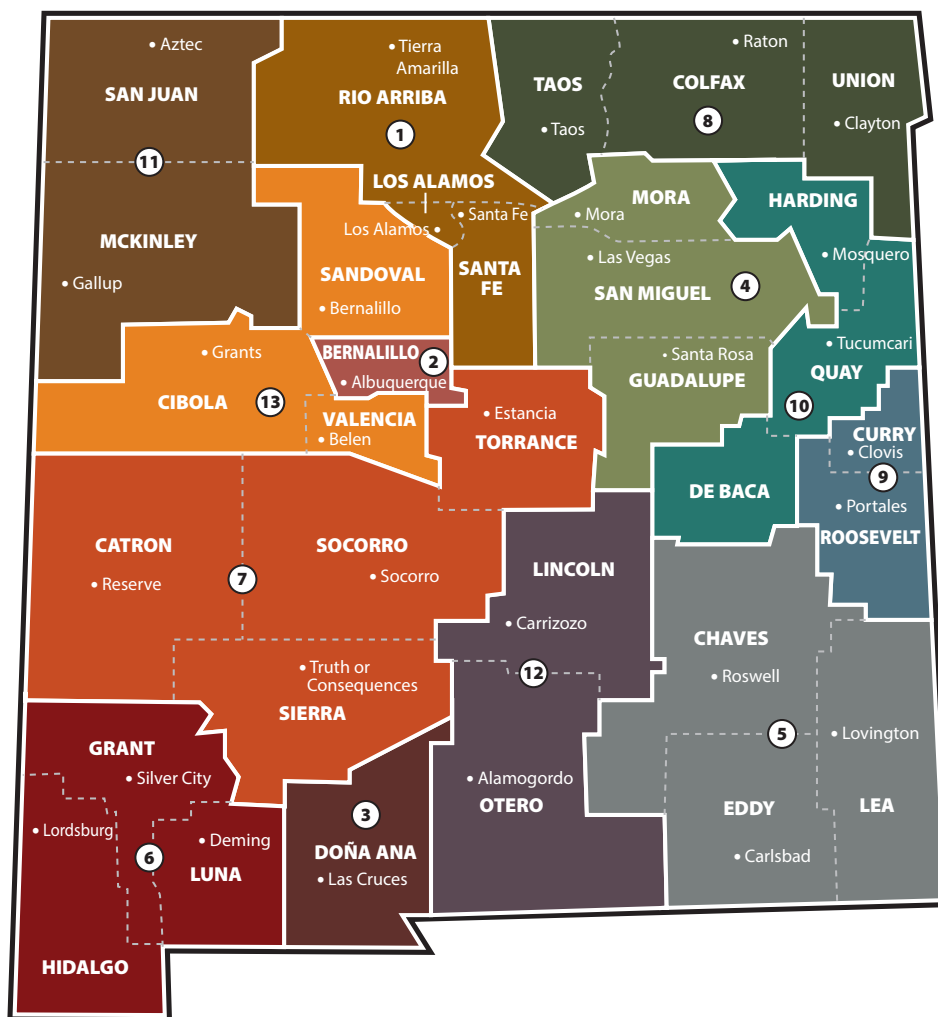 Aztec
SAN JUAN
11
MCKINLEY
Gallup
Tierra
Amarilla
RIO ARRIBA
1
LOS ALAMOS
Santa Fe
Los Alamos
SANTA
FE
SANDOVAL
Bernalillo
TAOS
Taos
Raton
COLFAX
8
UNION
Clayton
MORA
Mora
HARDING
Mosquero
Las Vegas
SAN MIGUEL
4
Santa Rosa
GUADALUPE
Tucumcari
QUAY
10
DE BACA
CURRY
Clovis
9
Portales
ROOSEVELT
BERNALILLO
2
Albuquerque
Grants
CIBOLA
13
VALENCIA
Belen
Estancia
TORRANCE
CATRON
Reserve
7
SOCORRO
Socorro
Truth or
Consequences
SIERRA
LINCOLN
Carrizozo
12
Alamogordo
OTERO
CHAVES
Roswell
5
Lovington
LEA
EDDY
Carlsbad
GRANT
Silver City
Lordsburg
6
Deming
LUNA
HIDALGO
3
DOÑA ANA
Las Cruces